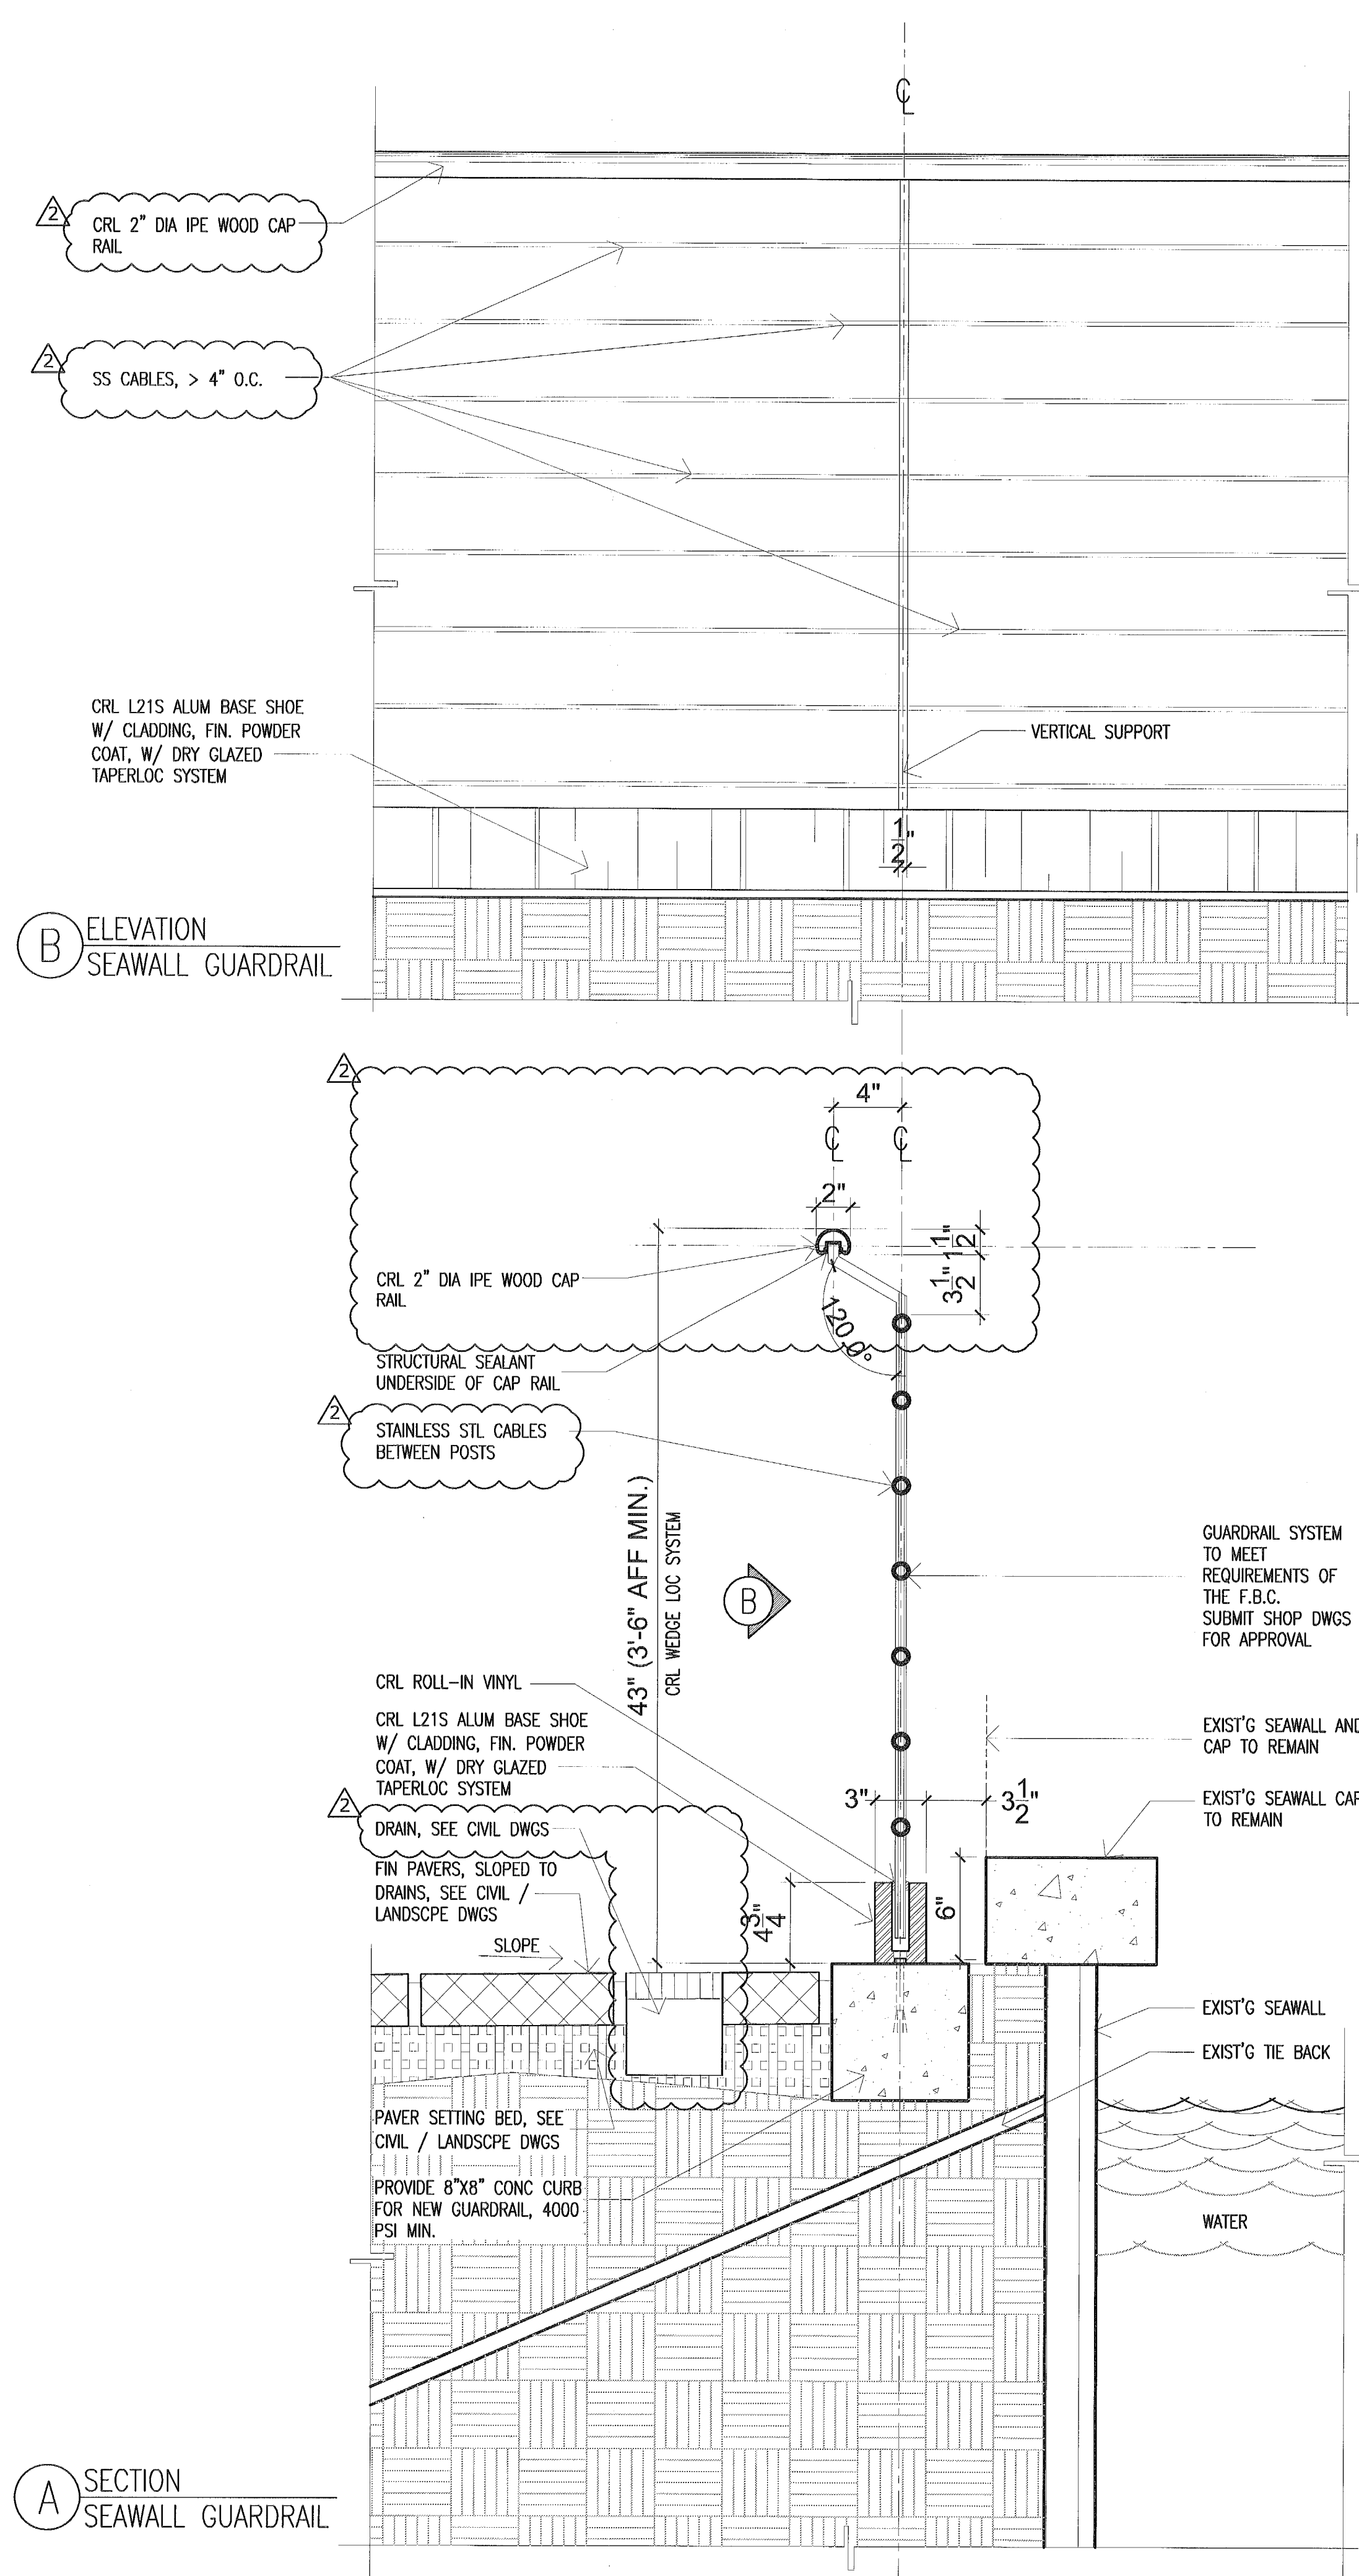 CL
2
CRL 2" DIA IPE WOOD CAP
RAIL
2
SS CABLES, > 4" O.C.
CRL L21S ALUM BASE SHOE
W/ CLADDING, FIN. POWDER
COAT, W/ DRY GLAZED
TAPERLOC SYSTEM
VERTICAL SUPPORT
1/2"
B
ELEVATION
SEAWALL GUARDRAIL
2
4"
CL CL
2"
1 1/2"
3 1/2"
CRL 2" DIA IPE WOOD CAP
RAIL
120.0°
STRUCTURAL SEALANT
UNDERSIDE OF CAP RAIL
2
STAINLESS STL CABLES
BETWEEN POSTS
43" (3'-6" AFF MIN.)
CRL WEDGE LOC SYSTEM
B
GUARDRAIL SYSTEM
TO MEET
REQUIREMENTS OF
THE F.B.C.
SUBMIT SHOP DWGS
FOR APPROVAL
CRL ROLL-IN VINYL
CRL L21S ALUM BASE SHOE
W/ CLADDING, FIN. POWDER
COAT, W/ DRY GLAZED
TAPERLOC SYSTEM
EXIST'G SEAWALL AND
CAP TO REMAIN
3"
3 1/2"
EXIST'G SEAWALL CAP
TO REMAIN
2
DRAIN, SEE CIVIL DWGS
FIN PAVERS, SLOPED TO
DRAINS, SEE CIVIL /
LANDSCPE DWGS
4 3/4"
6"
SLOPE
EXIST'G SEAWALL
EXIST'G TIE BACK
PAVER SETTING BED, SEE
CIVIL / LANDSCPE DWGS
PROVIDE 8"X8" CONC CURB
FOR NEW GUARDRAIL, 4000
PSI MIN.
WATER
A
SECTION
SEAWALL GUARDRAIL